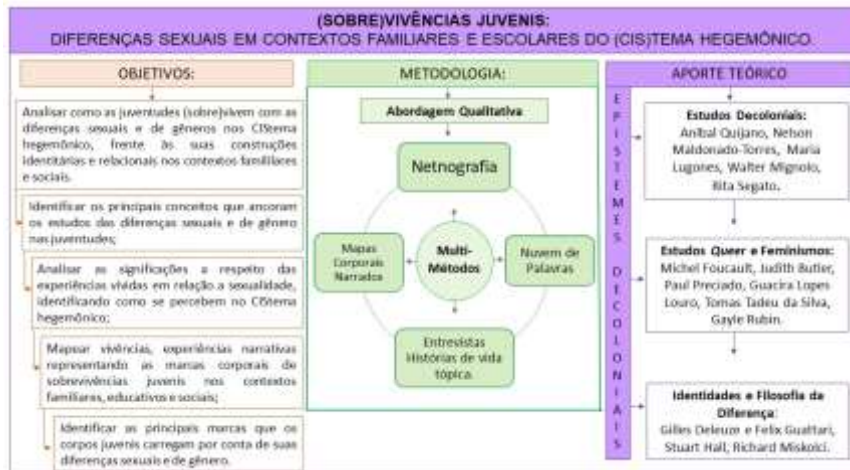 (SOBRE)VIVÊNCIAS JUVENIS:
DIFERENÇAS SEXUAIS EM CONTEXTOS FAMILIARES E ESCOLARES DO (CIS)TEMA HEGEMÔNICO.
OBJETIVOS:
Analisar como as juventudes (sobre)vivem com as
diferenças sexuais e de gêneros nos CIStema
hegemônico, frente às suas construções
identitárias e relacionais nos contextos familiares
e sociais.
Identificar os principais conceitos que ancoram
os estudos das diferenças sexuais e de gênero
nas juventudes;
Analisar as significações a respeito das
experiências vividas em relação a sexualidade,
identificando como se percebem no CIStema
hegemônico;
Mapear vivências, experiências narrativas
representando as marcas corporais de
sobrevivências juvenis nos contextos
familiares, educativos e sociais;
Identificar as principais marcas que os
corpos juvenis carregam por conta de suas
diferenças sexuais e de gênero.
METODOLOGIA:
Abordagem Qualitativa
Netnografia
Mapas
Corporais
Narrados
Multi-
Métodos
Nuvem de
Palavras
Entrevistas
Histórias de vida
tópica.
APORTE TEÓRICO
EPISTEMES DECOLONIAIS
Estudos Decoloniais:
Aníbal Quijano, Nelson
Maldonado-Torres, Maria
Lugones, Walter Mignolo,
Rita Segato.
Estudos Queer e Feminismos:
Michel Foucault, Judith Butler,
Paul Preciado, Guacira Lopes
Louro, Tomas Tadeu da Silva,
Gayle Rubin.
Identidades e Filosofia da
Diferença:
Gilles Deleuze e Felix Guattari,
Stuart Hall, Richard Miskolci.